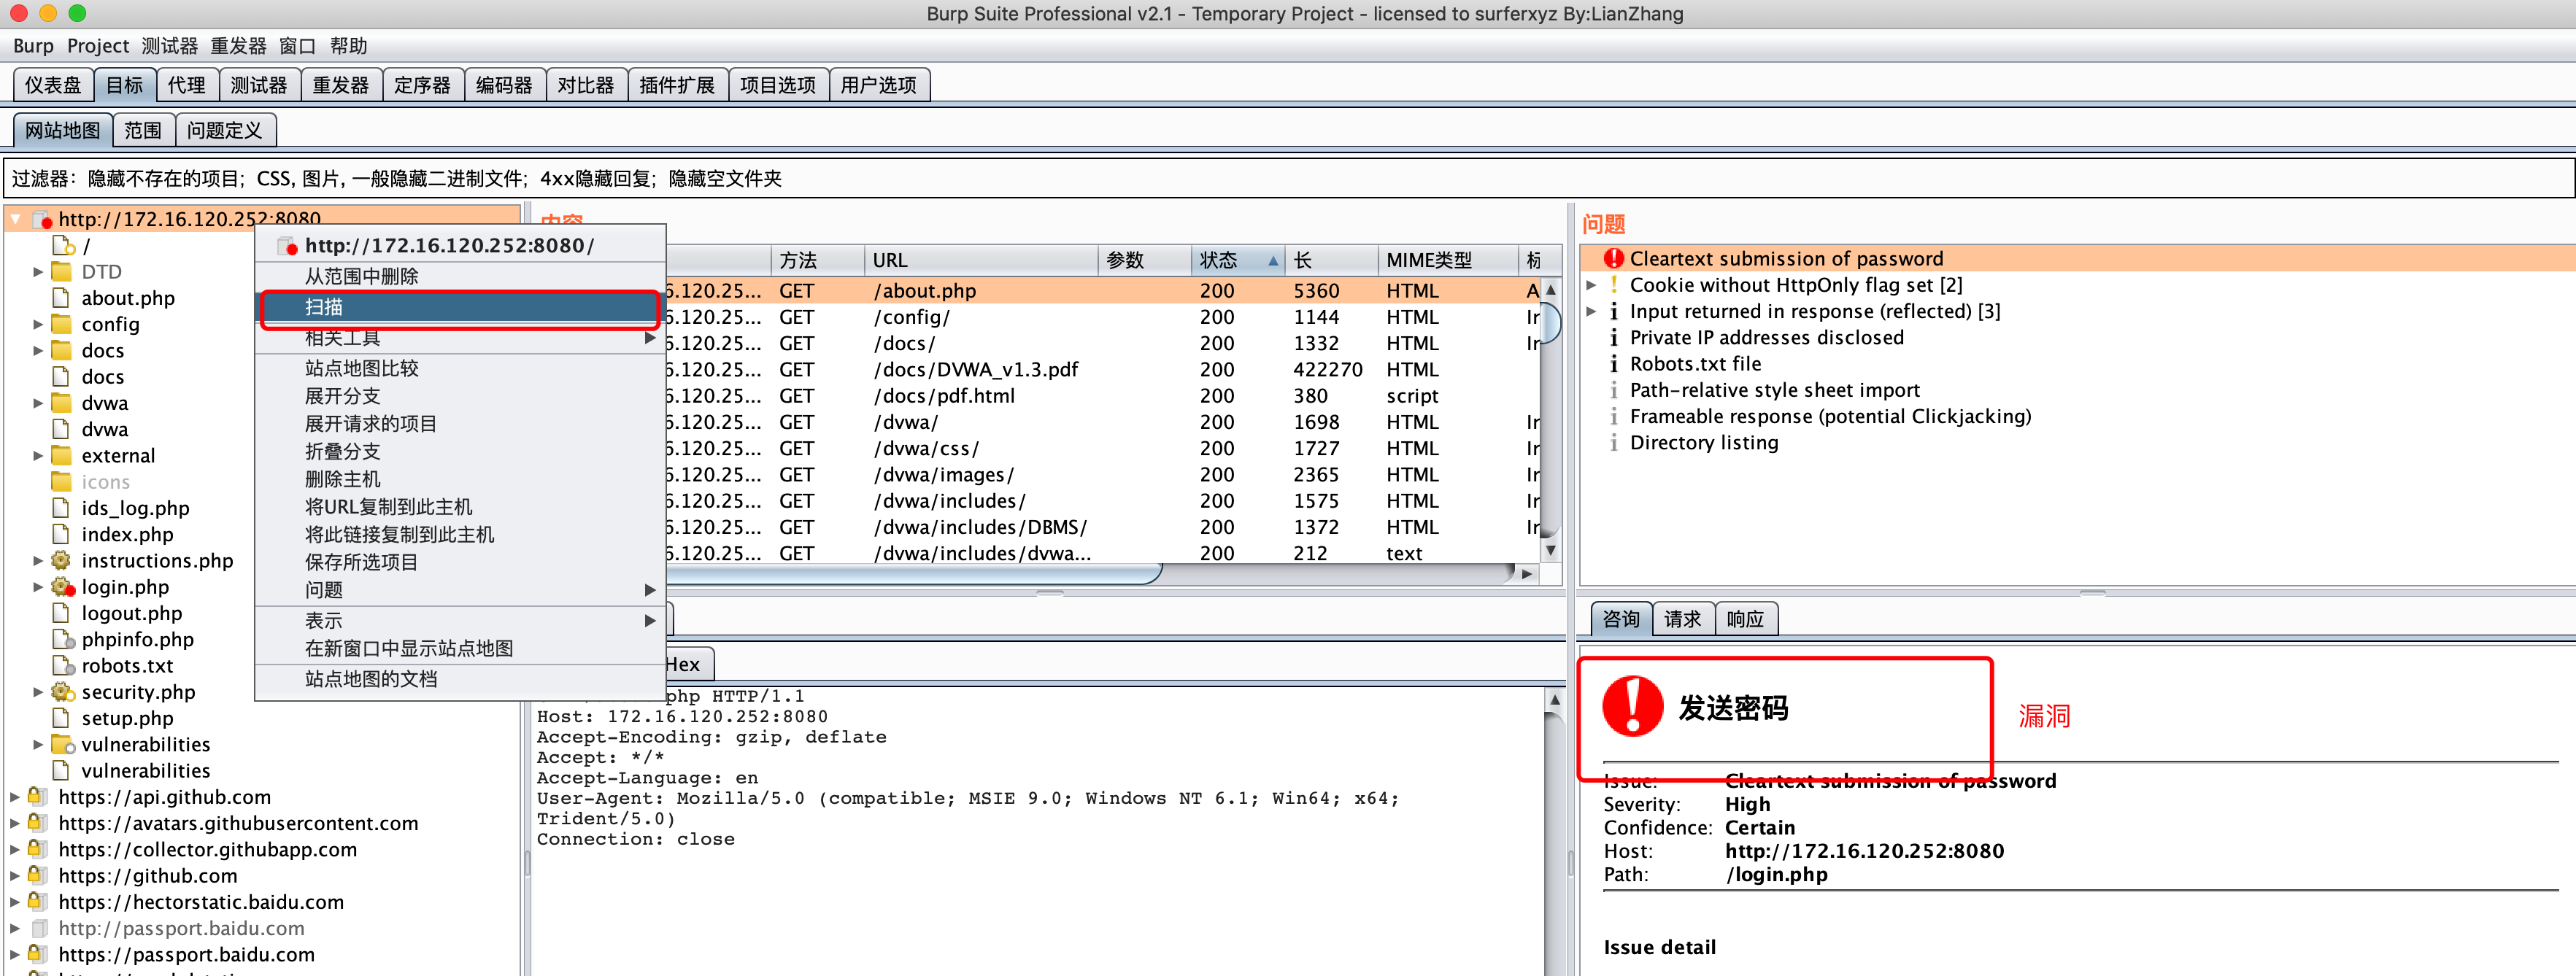 Burp Suite Professional v2.1 - Temporary Project - licensed to surferxyz By:LianZhang
Burp Project 测试器 重发器 窗口 帮助
仪表盘 目标 代理 测试器 重发器 定序器 编码器 对比器 插件扩展 项目选项 用户选项
网站地图 范围 问题定义
过滤器：隐藏不存在的项目；CSS, 图片, 一般隐藏二进制文件；4xx隐藏回复；隐藏空文件夹
http://172.16.120.252:8080
/
DTD
about.php
config
docs
docs
dvwa
dvwa
external
icons
ids_log.php
index.php
instructions.php
login.php
logout.php
phpinfo.php
robots.txt
security.php
setup.php
vulnerabilities
vulnerabilities
https://api.github.com
https://avatars.githubusercontent.com
https://collector.githubapp.com
https://github.com
https://hectorstatic.baidu.com
http://passport.baidu.com
https://passport.baidu.com
http://172.16.120.252:8080/
从范围中删除
扫描
相关工具
站点地图比较
展开分支
展开请求的项目
折叠分支
删除主机
将URL复制到此主机
将此链接复制到此主机
保存所选项目
问题
表示
在新窗口中显示站点地图
站点地图的文档
内容
方法 URL 参数 状态 长 MIME类型 标
6.120.25... GET /about.php 200 5360 HTML A
6.120.25... GET /config/ 200 1144 HTML Ir
6.120.25... GET /docs/ 200 1332 HTML Ir
6.120.25... GET /docs/DVWA_v1.3.pdf 200 422270 HTML
6.120.25... GET /docs/pdf.html 200 380 script
6.120.25... GET /dvwa/ 200 1698 HTML Ir
6.120.25... GET /dvwa/css/ 200 1727 HTML Ir
6.120.25... GET /dvwa/images/ 200 2365 HTML Ir
6.120.25... GET /dvwa/includes/ 200 1575 HTML Ir
6.120.25... GET /dvwa/includes/DBMS/ 200 1372 HTML Ir
6.120.25... GET /dvwa/includes/dvwa... 200 212 text
Hex
php HTTP/1.1
Host: 172.16.120.252:8080
Accept-Encoding: gzip, deflate
Accept: */*
Accept-Language: en
User-Agent: Mozilla/5.0 (compatible; MSIE 9.0; Windows NT 6.1; Win64; x64;
Trident/5.0)
Connection: close
问题
Cleartext submission of password
Cookie without HttpOnly flag set [2]
Input returned in response (reflected) [3]
Private IP addresses disclosed
Robots.txt file
Path-relative style sheet import
Frameable response (potential Clickjacking)
Directory listing
咨询 请求 响应
发送密码
漏洞
Issue: Cleartext submission of password
Severity: High
Confidence: Certain
Host: http://172.16.120.252:8080
Path: /login.php
Issue detail